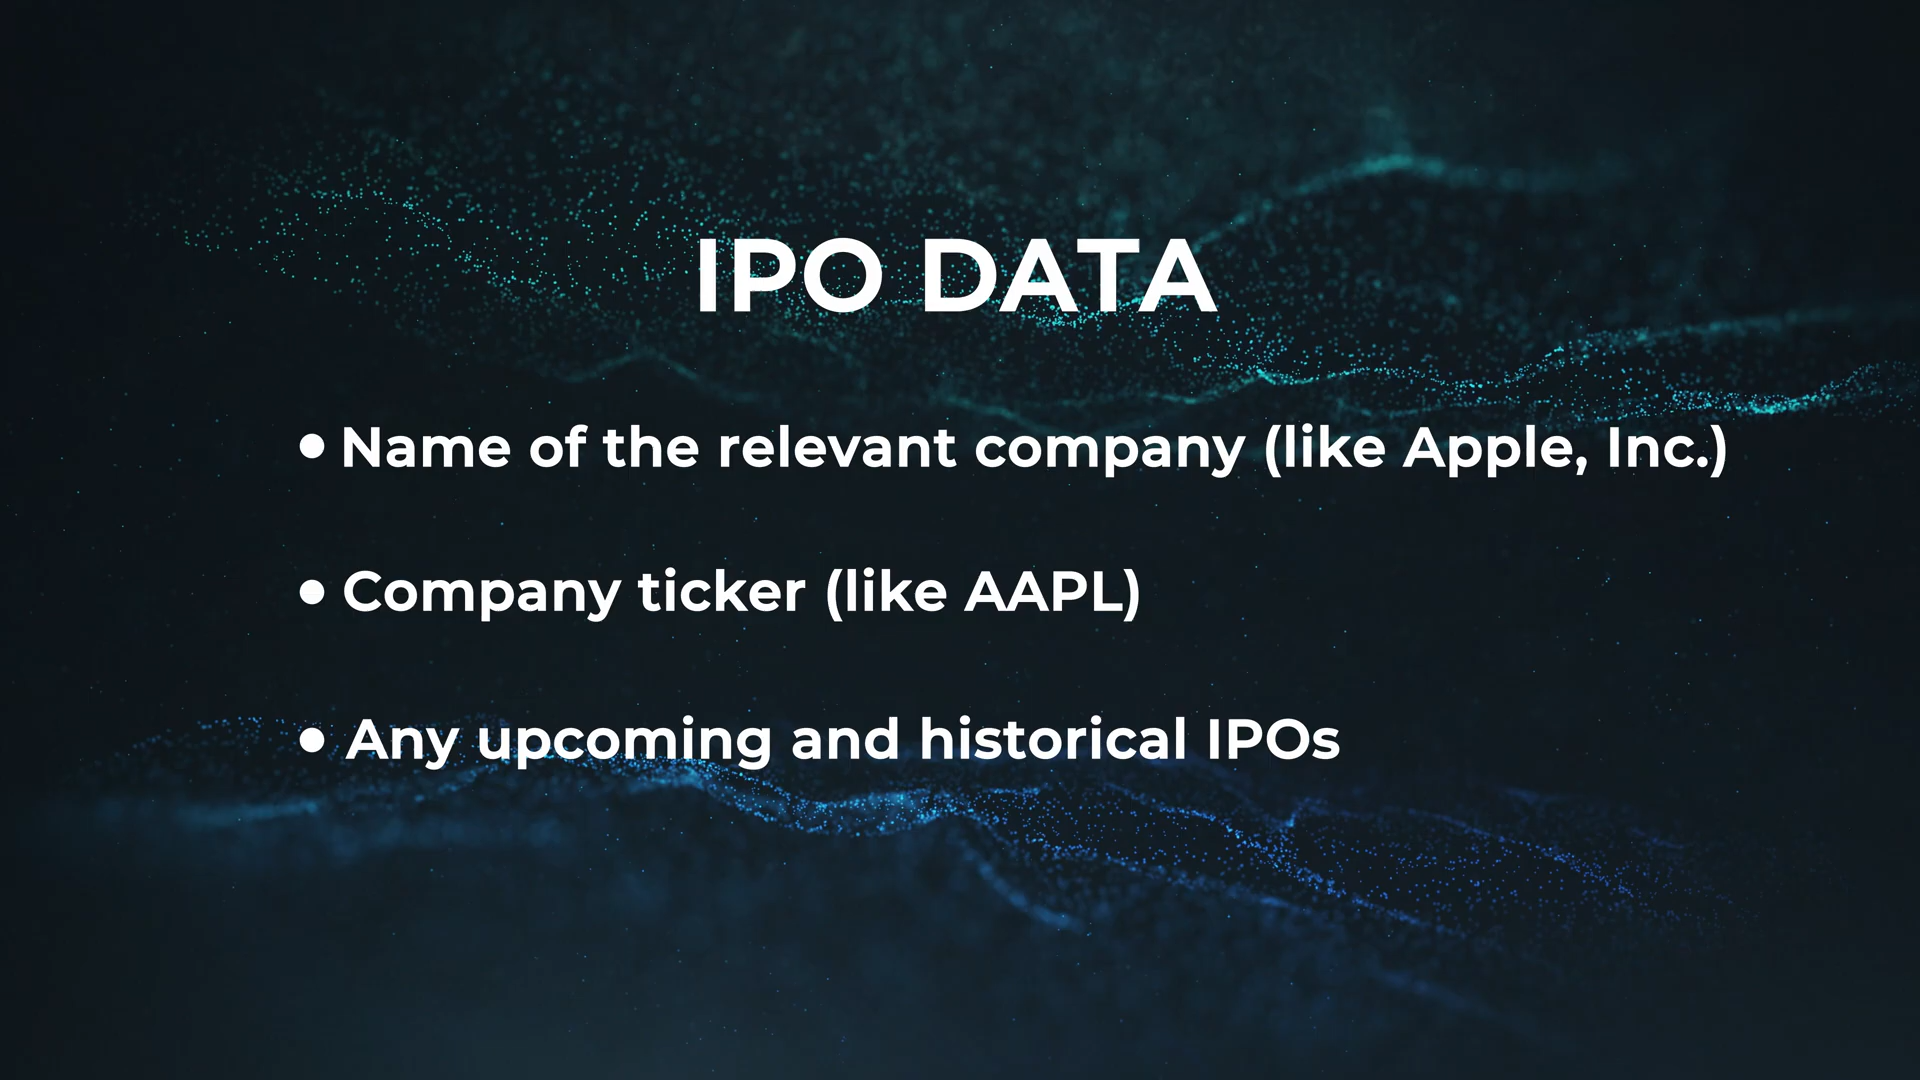 IPO DATA
● Name of the relevant company (like Apple, Inc.)
● Company ticker (like AAPL)
● Any upcoming and historical IPOs